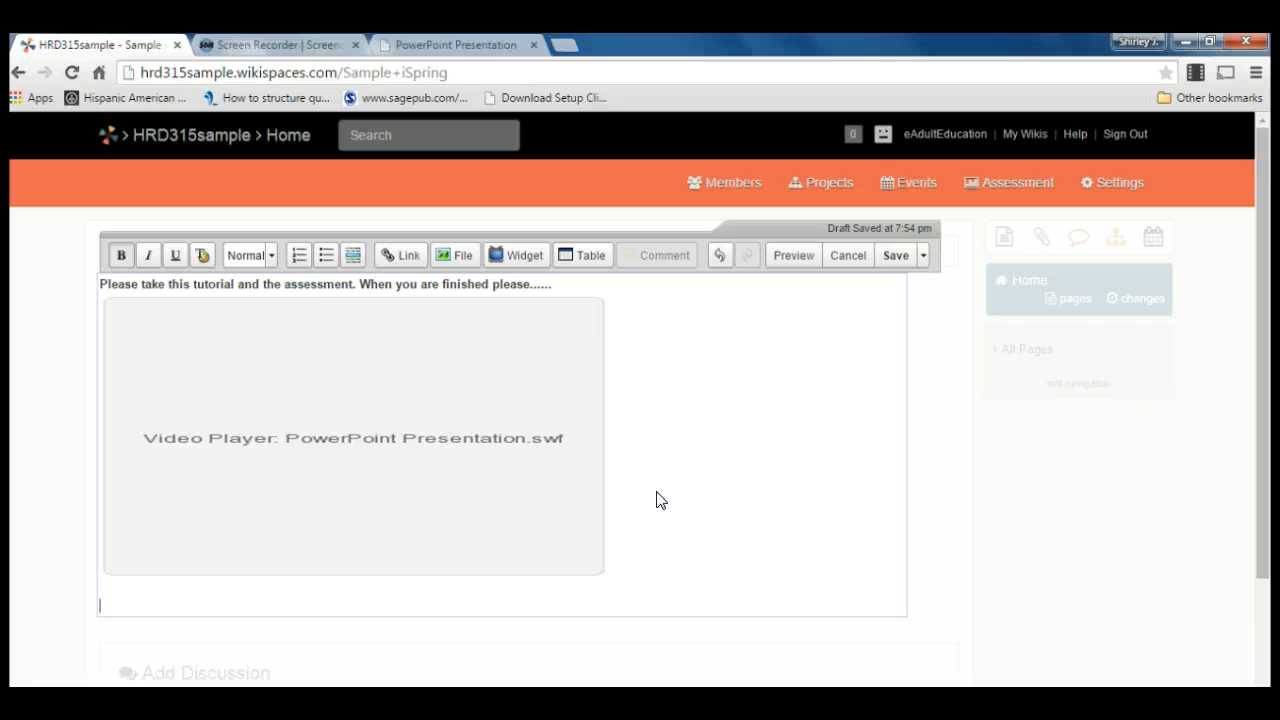 HRD315sample - Sample
Screen Recorder | Screenc
PowerPoint Presentation
Shirley J.
hrd315sample.wikispaces.com/Sample+iSpring
Apps
Hispanic American ...
How to structure qu...
www.sagepub.com/...
Download Setup Cli...
Other bookmarks
> HRD315sample > Home
Search
0
eAdultEducation | My Wikis | Help | Sign Out
Members
Projects
Events
Assessment
Settings
Draft Saved at 7:54 pm
B I U T Normal Link File Widget Table Comment Preview Cancel Save
Please take this tutorial and the assessment. When you are finished please......
Video Player: PowerPoint Presentation.swf
Home
pages changes
> All Pages
edit navigation
Add Discussion